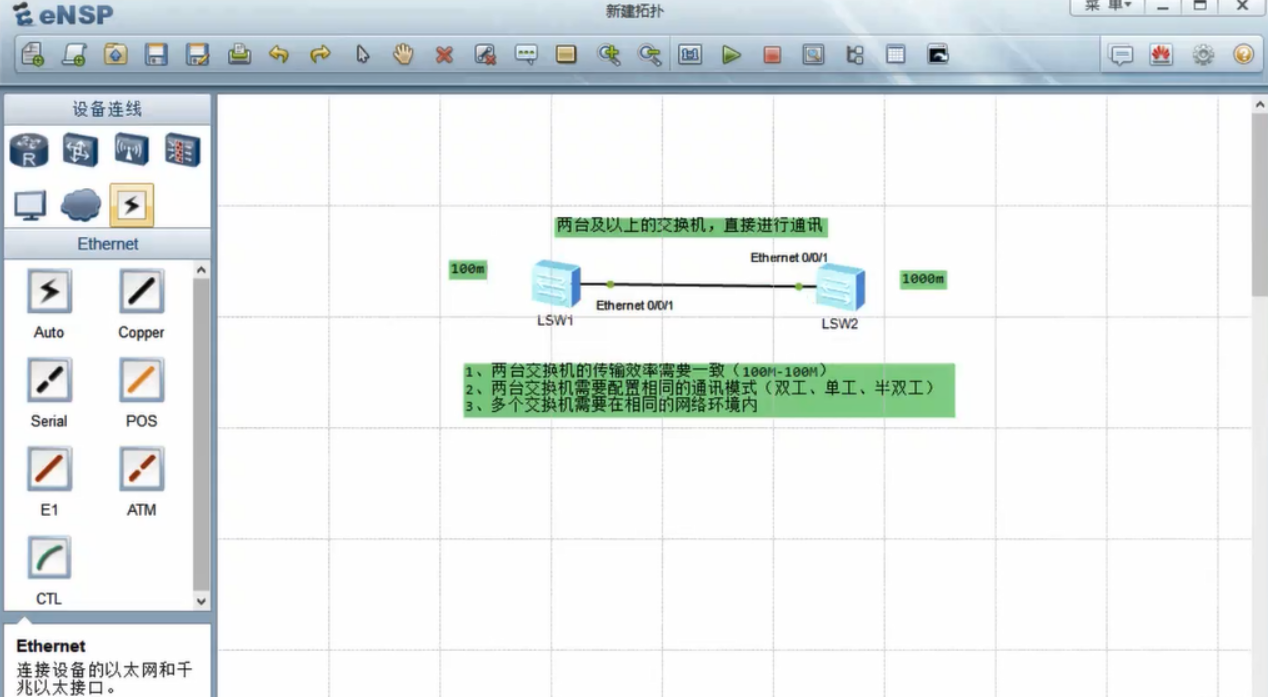 eNSP
新建拓扑
菜 单
设备连线
R
Ethernet
Auto
Copper
Serial
POS
E1
ATM
CTL
Ethernet
连接设备的以太网和千
兆以太接口。
两台及以上的交换机，直接进行通讯
Ethernet 0/0/1
100m
1000m
Ethernet 0/0/1
LSW1
LSW2
1、两台交换机的传输效率需要一致（100M-100M）
2、两台交换机需要配置相同的通讯模式（双工、单工、半双工）
3、多个交换机需要在相同的网络环境内